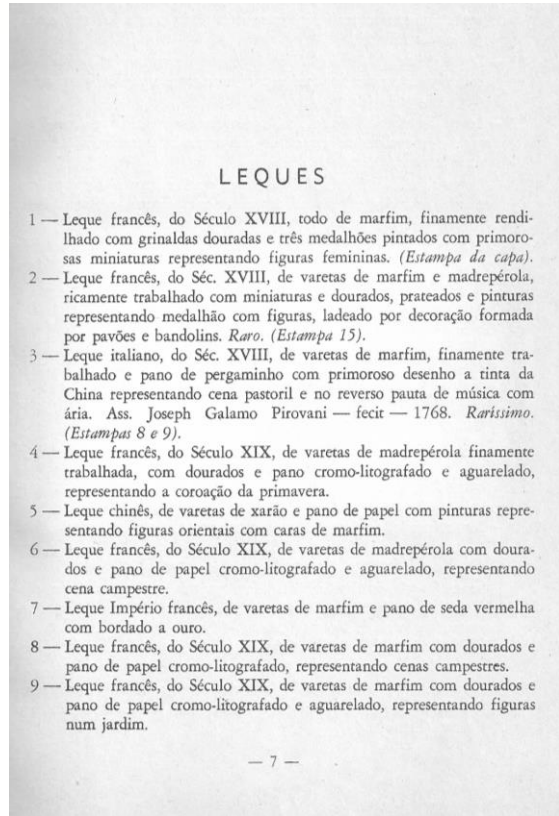 LEQUES
1 — Leque francês, do Século XVIII, todo de marfim, finamente rendi-
lhado com grinaldas douradas e três medalhões pintados com primoro-
sas miniaturas representando figuras femininas. (Estampa da capa).
2 — Leque francês, do Séc. XVIII, de varetas de marfim e madrepérola,
ricamente trabalhado com miniaturas e dourados, prateados e pinturas
representando medalhão com figuras, ladeado por decoração formada
por pavões e bandolins. Raro. (Estampa 15).
3 — Leque italiano, do Séc. XVIII, de varetas de marfim, finamente tra-
balhado e pano de pergaminho com primoroso desenho a tinta da
China representando cena pastoril e no reverso pauta de música com
ária. Ass. Joseph Galamo Pirovani — fecit — 1768. Raríssimo.
(Estampas 8 e 9).
4 — Leque francês, do Século XIX, de varetas de madrepérola finamente
trabalhada, com dourados e pano cromo-litografado e aguarelado,
representando a coroação da primavera.
5 — Leque chinês, de varetas de xarão e pano de papel com pinturas repre-
sentando figuras orientais com caras de marfim.
6 — Leque francês, do Século XIX, de varetas de madrepérola com doura-
dos e pano de papel cromo-litografado e aguarelado, representando
cena campestre.
7 — Leque Império francês, de varetas de marfim e pano de seda vermelha
com bordado a ouro.
8 — Leque francês, do Século XIX, de varetas de marfim com dourados e
pano de papel cromo-litografado, representando cenas campestres.
9 — Leque francês, do Século XIX, de varetas de marfim com dourados e
pano de papel cromo-litografado e aguarelado, representando figuras
num jardim.
— 7 —